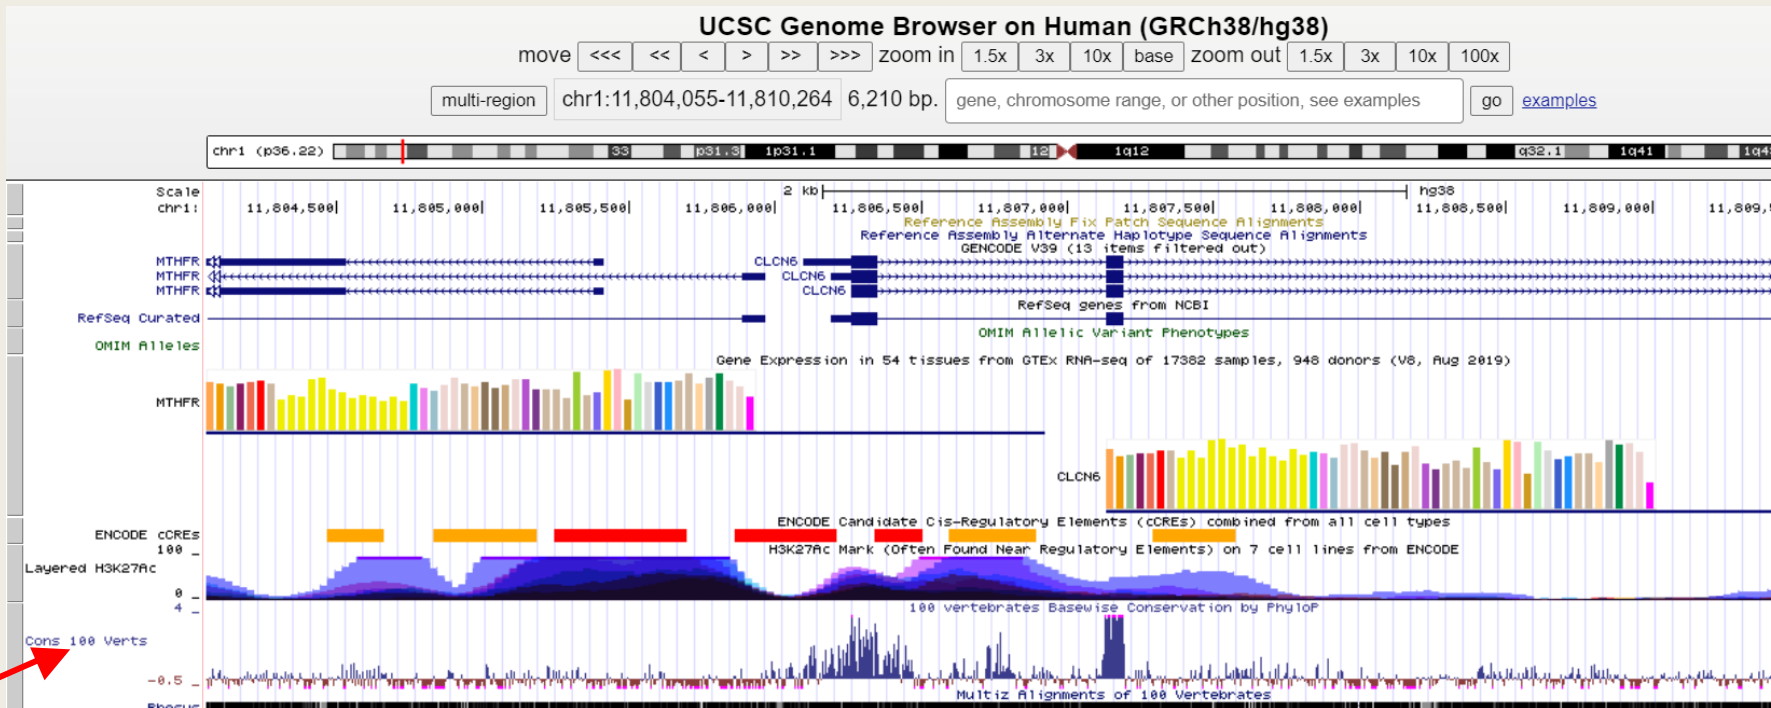 UCSC Genome Browser on Human (GRCh38/hg38)
move <<< << < > >> >>> zoom in 1.5x 3x 10x base zoom out 1.5x 3x 10x 100x
multi-region chr1:11,804,055-11,810,264 6,210 bp. gene, chromosome range, or other position, see examples go examples
chr1 (p36.22) 33 p31.3 1p31.1 12 1q12 q32.1 1q41
Scale 2 kb hg38
chr1: 11,804,500 11,805,000 11,805,500 11,806,000 11,806,500 11,807,000 11,807,500 11,808,000 11,808,500 11,809,000
Reference Assembly Fix Patch Sequence Alignments
Reference Assembly Alternate Haplotype Sequence Alignments
GENCODE V39 (13 items filtered out)
MTHFR CLCN6
MTHFR CLCN6
MTHFR CLCN6
RefSeq genes from NCBI
RefSeq Curated
OMIM Allelic Variant Phenotypes
OMIM Alleles
Gene Expression in 54 tissues from GTEx RNA-seq of 17382 samples, 948 donors (V8, Aug 2019)
MTHFR
CLCN6
ENCODE Candidate Cis-Regulatory Elements (cCREs) combined from all cell types
ENCODE cCREs
H3K27Ac Mark (Often Found Near Regulatory Elements) on 7 cell lines from ENCODE
100 _
Layered H3K27Ac
0 _
100 vertebrates Basewise Conservation by PhyloP
4 _
Cons 100 Verts
-0.5 _
Multiz Alignments of 100 Vertebrates